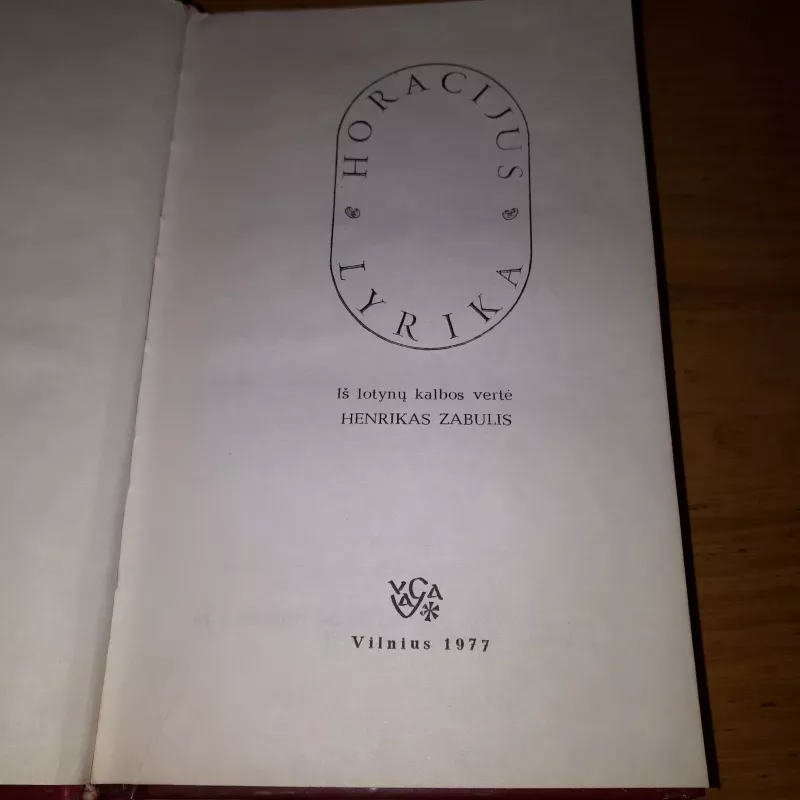 HORACIJUS
LYRIKA
Iš lotynų kalbos vertė
HENRIKAS ZABULIS
VAGA
Vilnius 1977